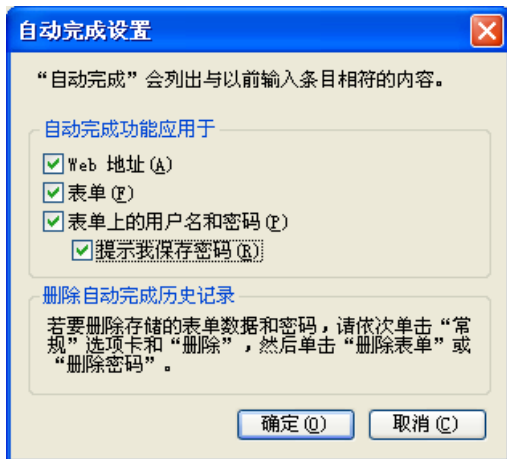 自动完成设置
“自动完成”会列出与以前输入条目相符的内容。
自动完成功能应用于
Web 地址(A)
表单(F)
表单上的用户名和密码(P)
提示我保存密码(R)
删除自动完成历史记录
若要删除存储的表单数据和密码，请依次单击“常
规”选项卡和“删除”，然后单击“删除表单”或
“删除密码”。
确定(O) 取消(C)